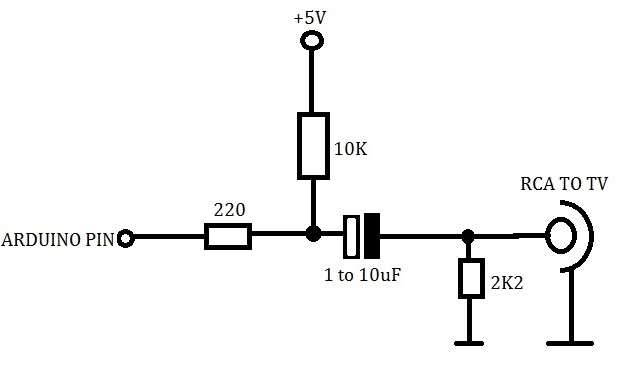 +5V
10K
RCA TO TV
220
ARDUINO PIN
1 to 10uF
2K2